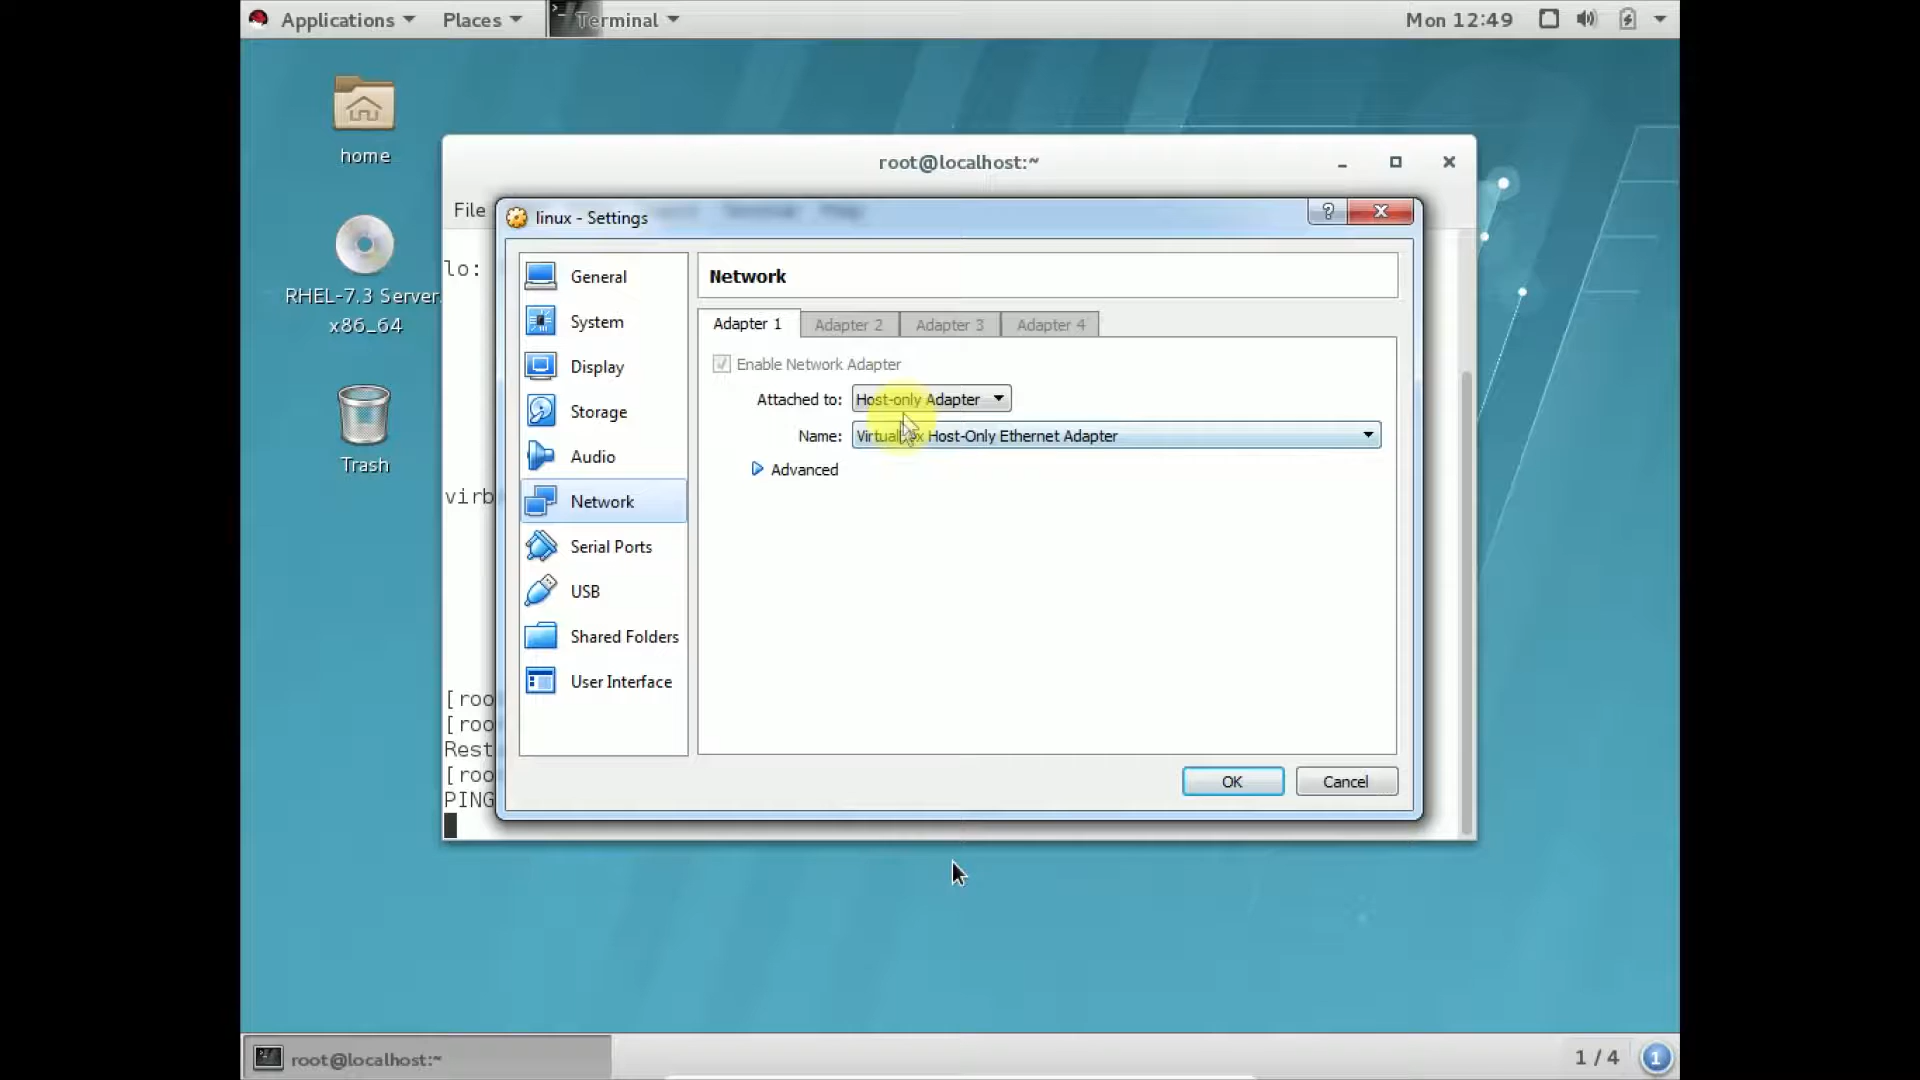 Applications Places Terminal Mon 12:49
home
root@localhost:~
File
linux - Settings
lo:
General
Network
RHEL-7.3 Server.
x86_64
System
Adapter 1 Adapter 2 Adapter 3 Adapter 4
Display
Enable Network Adapter
Storage
Attached to: Host-only Adapter
Name: VirtualBox Host-Only Ethernet Adapter
Audio
Advanced
Trash
virb
Network
Serial Ports
USB
Shared Folders
User Interface
[roo
[roo
Rest
[roo
PING
OK Cancel
root@localhost:~ 1 / 4 1